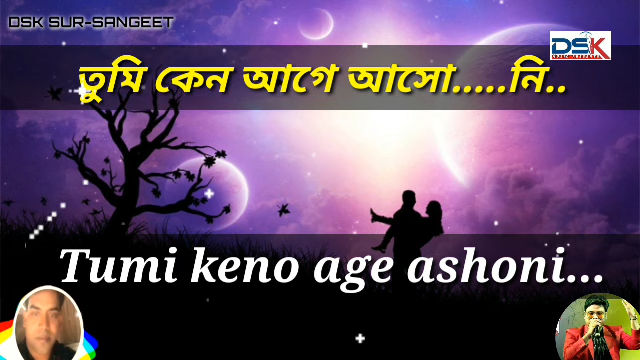 DSK SUR-SANGEET
DSK
তুমি কেন আগে আসো.....নি..
Tumi keno age ashoni...